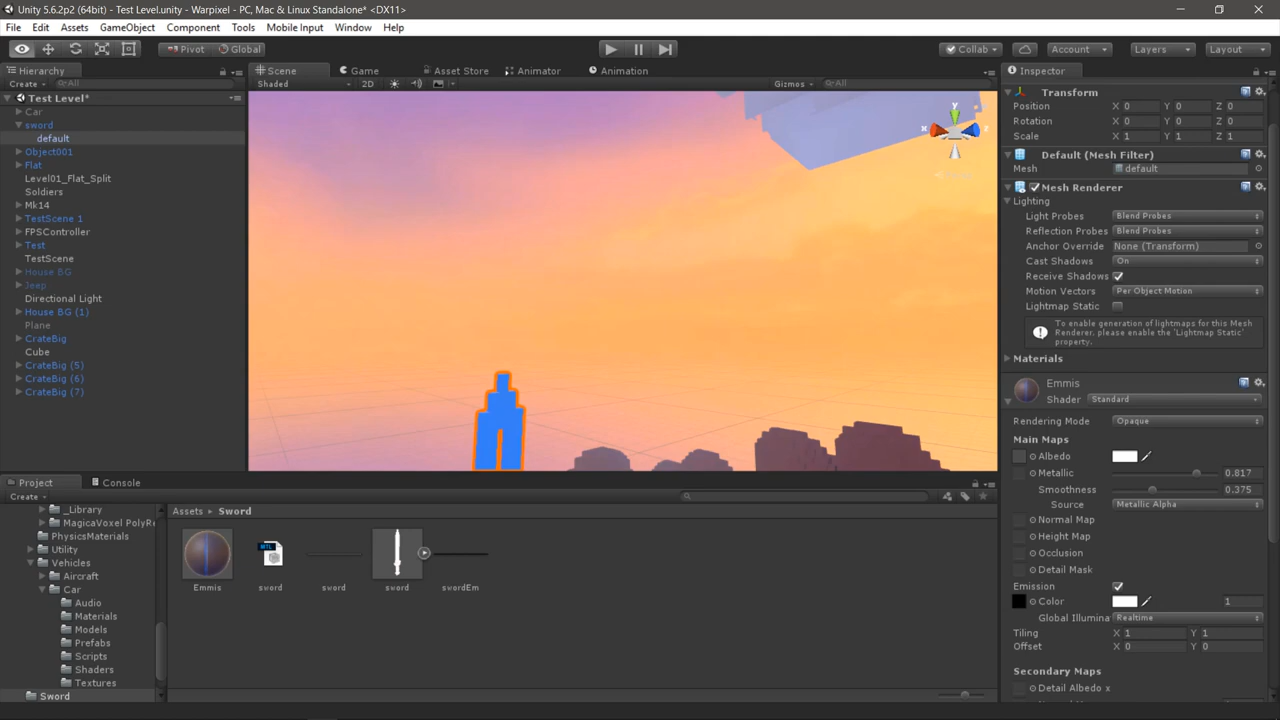 Unity 5.6.2p2 (64bit) - Test Level.unity - Warpixel - PC, Mac & Linux Standalone* <DX11>
File Edit Assets GameObject Component Tools Mobile Input Window Help
Pivot Global Collab Account Layers Layout
Hierarchy
Create All
Test Level*
Car
sword
default
Object001
Flat
Level01_Flat_Split
Soldiers
Mk14
TestScene 1
FPSController
Test
TestScene
House BG
Jeep
Directional Light
House BG (1)
Plane
CrateBig
Cube
CrateBig (5)
CrateBig (6)
CrateBig (7)
Scene Game Asset Store Animator Animation
Shaded 2D Gizmos All
y
x z
Inspector
Transform
Position X 0 Y 0 Z 0
Rotation X 0 Y 0 Z 0
Scale X 1 Y 1 Z 1
Default (Mesh Filter)
Mesh default
Mesh Renderer
Lighting
Light Probes Blend Probes
Reflection Probes Blend Probes
Anchor Override None (Transform)
Cast Shadows On
Receive Shadows
Motion Vectors Per Object Motion
Lightmap Static
To enable generation of lightmaps for this Mesh
Renderer, please enable the 'Lightmap Static'
property.
Materials
Emmis
Shader Standard
Rendering Mode Opaque
Main Maps
Albedo
Metallic 0.817
Smoothness 0.375
Source Metallic Alpha
Normal Map
Height Map
Occlusion
Detail Mask
Emission
Color 1
Global Illumina Realtime
Tiling X 1 Y 1
Offset X 0 Y 0
Secondary Maps
Detail Albedo x
Project Console
Create
_Library
MagicaVoxel PolyRe
PhysicsMaterials
Utility
Vehicles
Aircraft
Car
Audio
Materials
Models
Prefabs
Scripts
Shaders
Textures
Sword
Assets Sword
MTL
Emmis sword sword sword swordEm